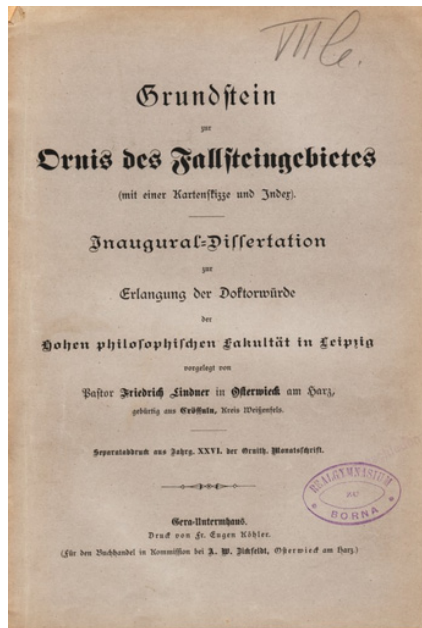 VII b.
Grundstein
zur
Ornis des Fallsteingebietes
(mit einer Kartenskizze und Index).
Inaugural-Dissertation
zur
Erlangung der Doktorwürde
der
Hohen philosophischen Fakultät in Leipzig
vorgelegt von
Pastor Friedrich Lindner in Osterwieck am Harz,
gebürtig aus Crössuln, Kreis Weißenfels.
Separatabdruck aus Jahrg. XXVI. der Ornith. Monatsschrift.
REALGYMNASIUM
BORNA
Gera-Untermhaus.
Druck von Fr. Eugen Köhler.
(Für den Buchhandel in Kommission bei A. W. Zickfeldt, Osterwieck am Harz.)